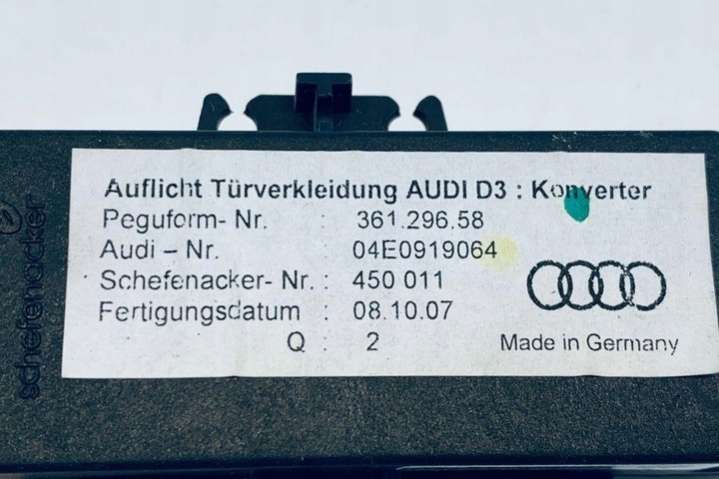 Auflicht Türverkleidung AUDI D3 : Konverter
Peguform- Nr. : 361.296.58
Audi – Nr. : 04E0919064
Schefenacker- Nr. : 450 011
Fertigungsdatum : 08.10.07
Q : 2
Made in Germany
schefenacker